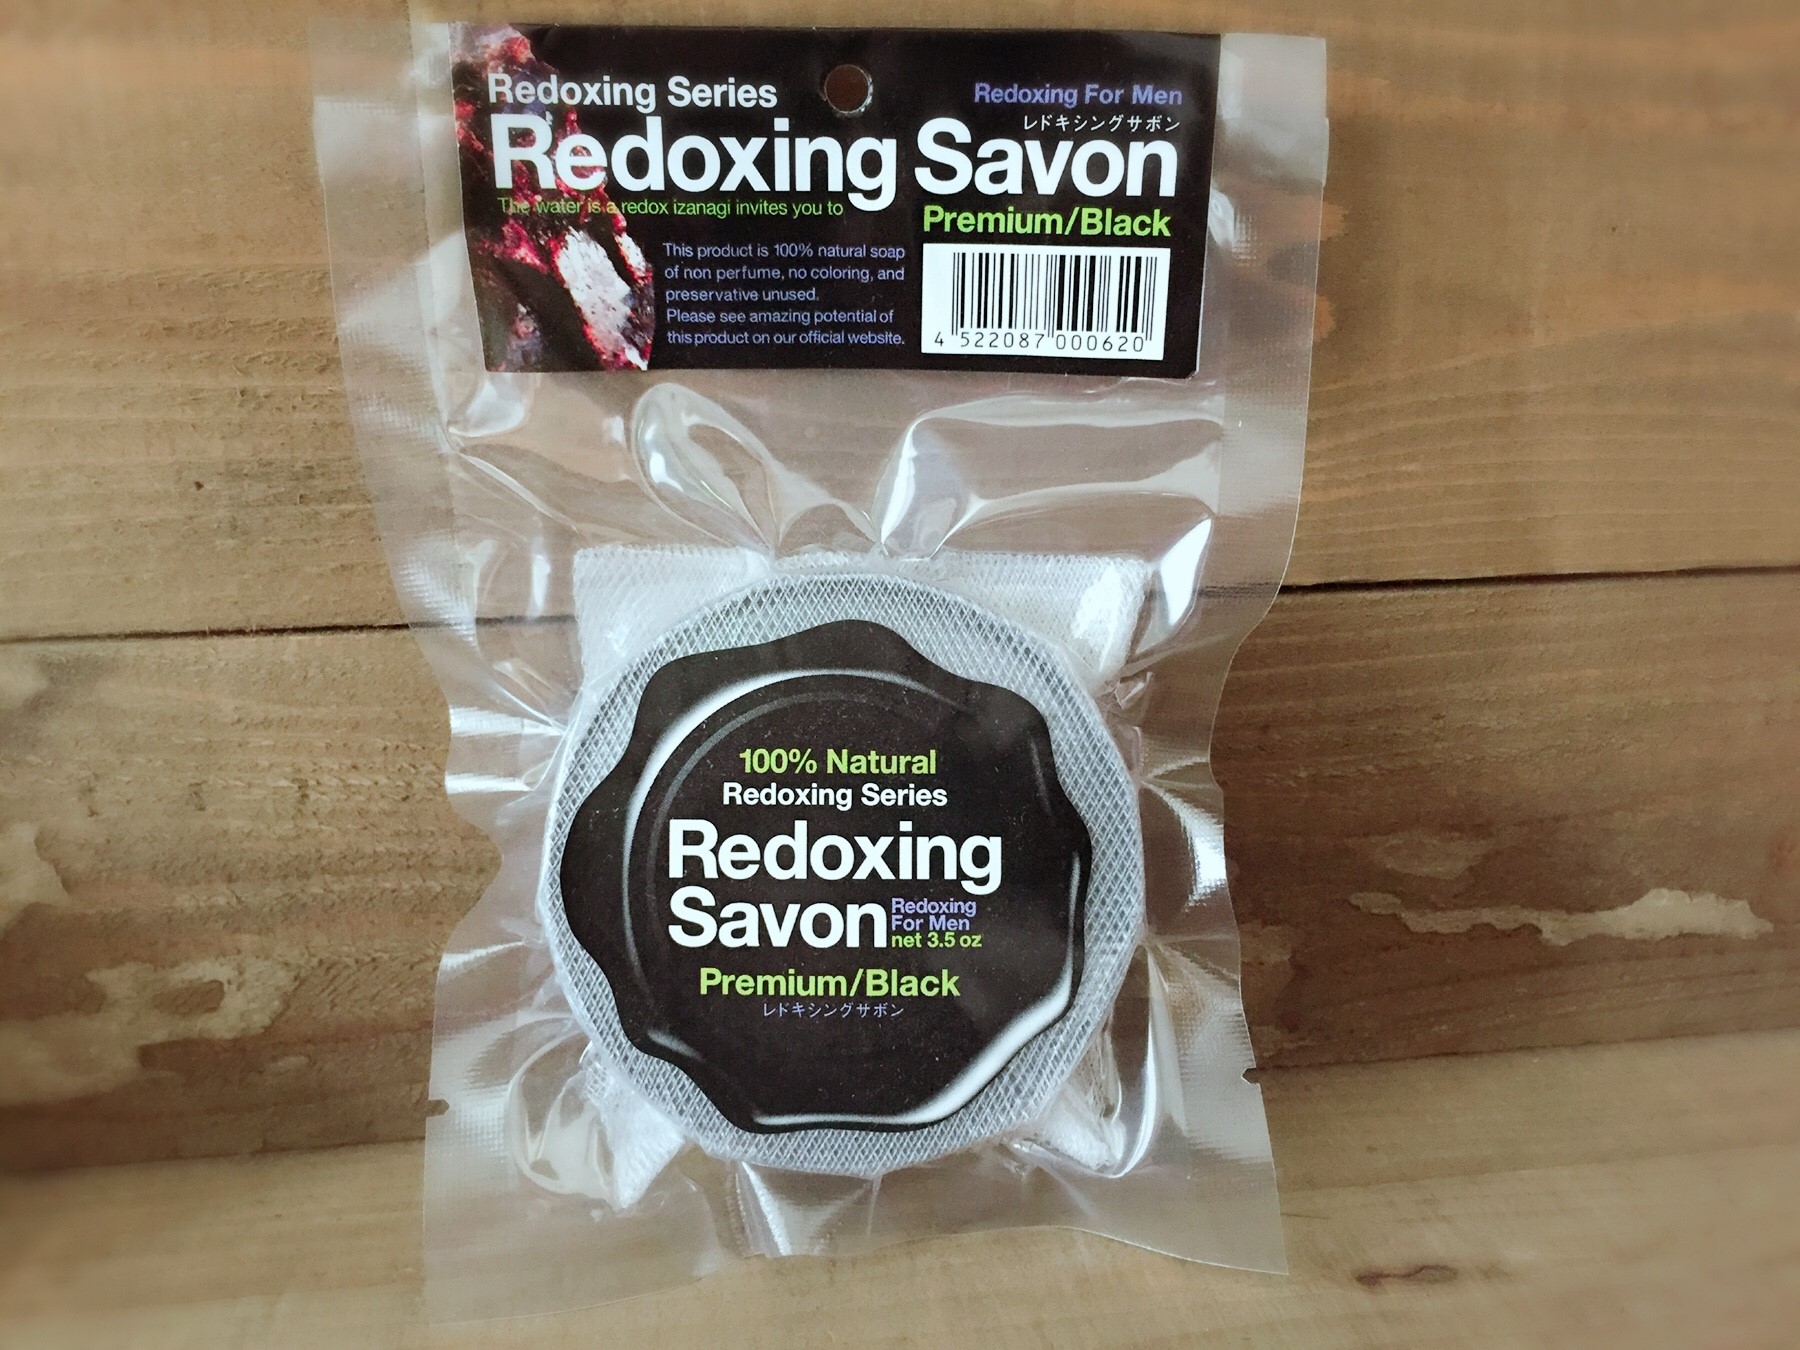 Redoxing Series
Redoxing For Men
レドキシングサボン
Redoxing Savon
The water is a redox izanagi invites you to
Premium/Black
This product is 100% natural soap
of non perfume, no coloring, and
preservative unused.
Please see amazing potential of
this product on our official website.
4 522087 000620
100% Natural
Redoxing Series
Redoxing
Savon
Redoxing
For Men
net 3.5 oz
Premium/Black
レドキシングサボン